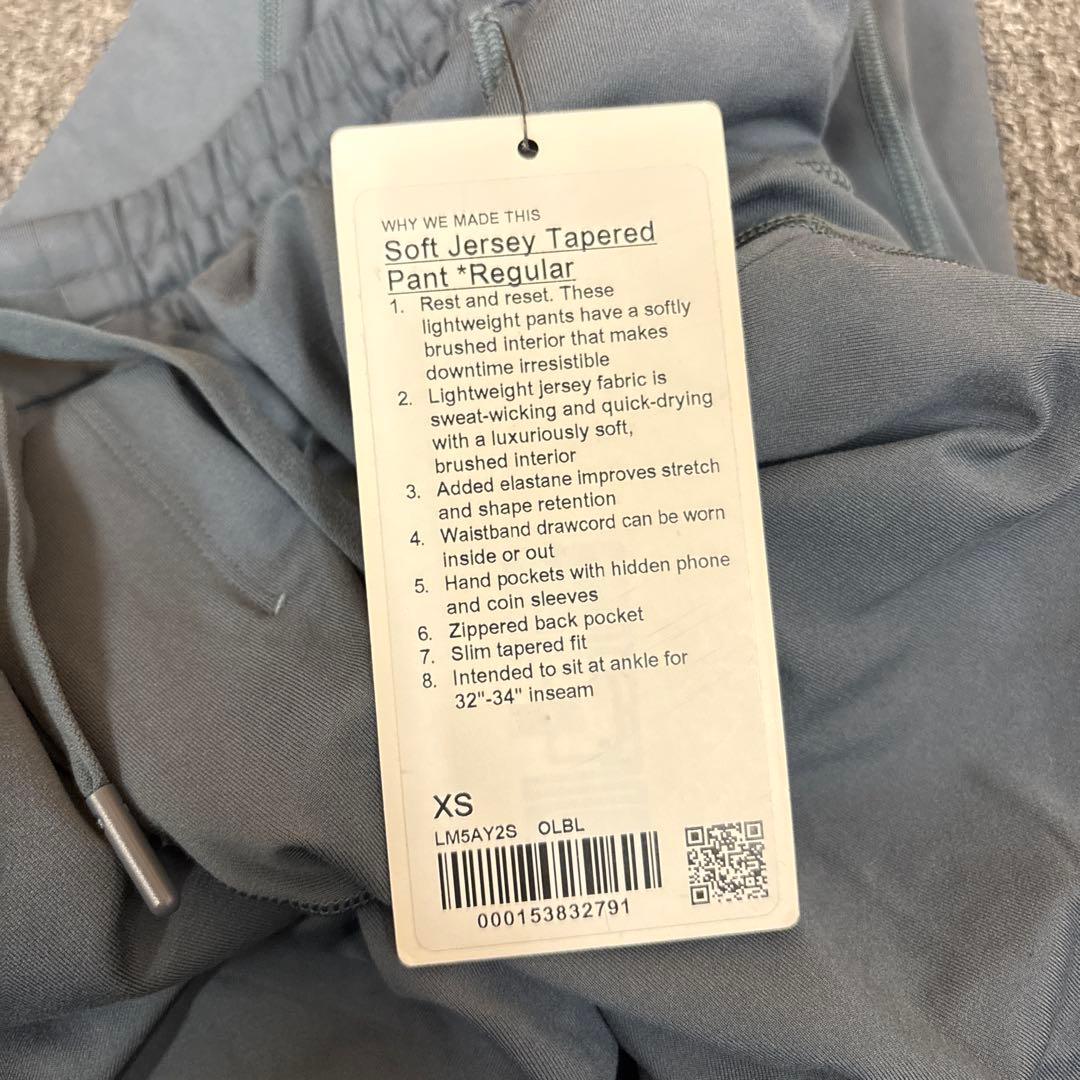 WHY WE MADE THIS
Soft Jersey Tapered
Pant *Regular
1. Rest and reset. These
lightweight pants have a softly
brushed interior that makes
downtime irresistible
2. Lightweight jersey fabric is
sweat-wicking and quick-drying
with a luxuriously soft,
brushed interior
3. Added elastane improves stretch
and shape retention
4. Waistband drawcord can be worn
inside or out
5. Hand pockets with hidden phone
and coin sleeves
6. Zippered back pocket
7. Slim tapered fit
8. Intended to sit at ankle for
32"-34" inseam
XS
LM5AY2S OLBL
000153832791